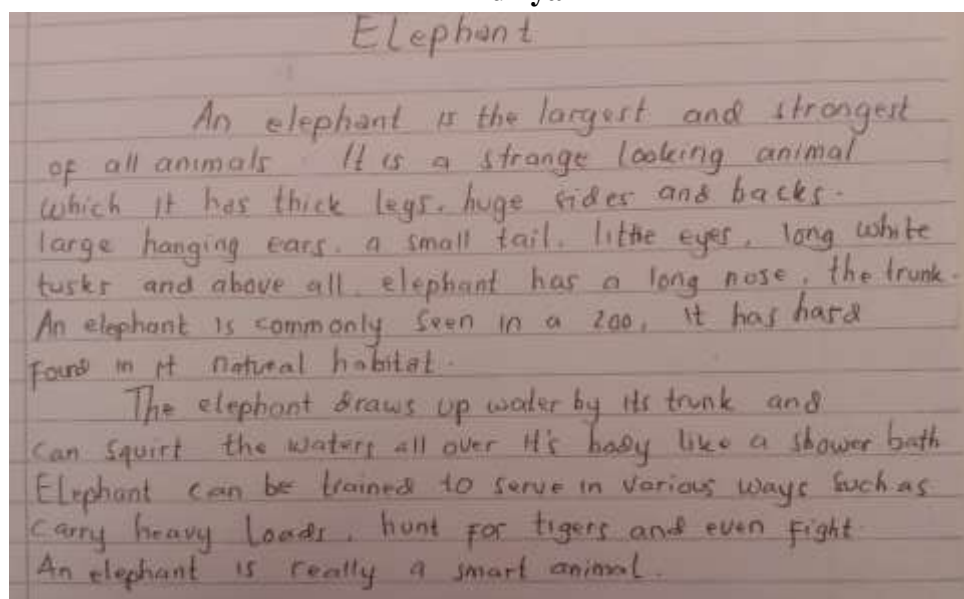 Elephant
An elephant is the largest and strongest
of all animals. It is a strange looking animal
which it has thick legs, huge sides and backs.
large hanging ears, a small tail, litthe eyes, long white
tusks and above all, elephant has a long nose, the trunk.
An elephant is commonly seen in a zoo, it has hard
found in it natural habitat.
The elephant draws up water by its trunk and
can squirt the waters all over it's body like a shower bath
Elephant can be trained to serve in various ways such as
carry heavy loads, hunt for tigers and even fight.
An elephant is really a smart animal.